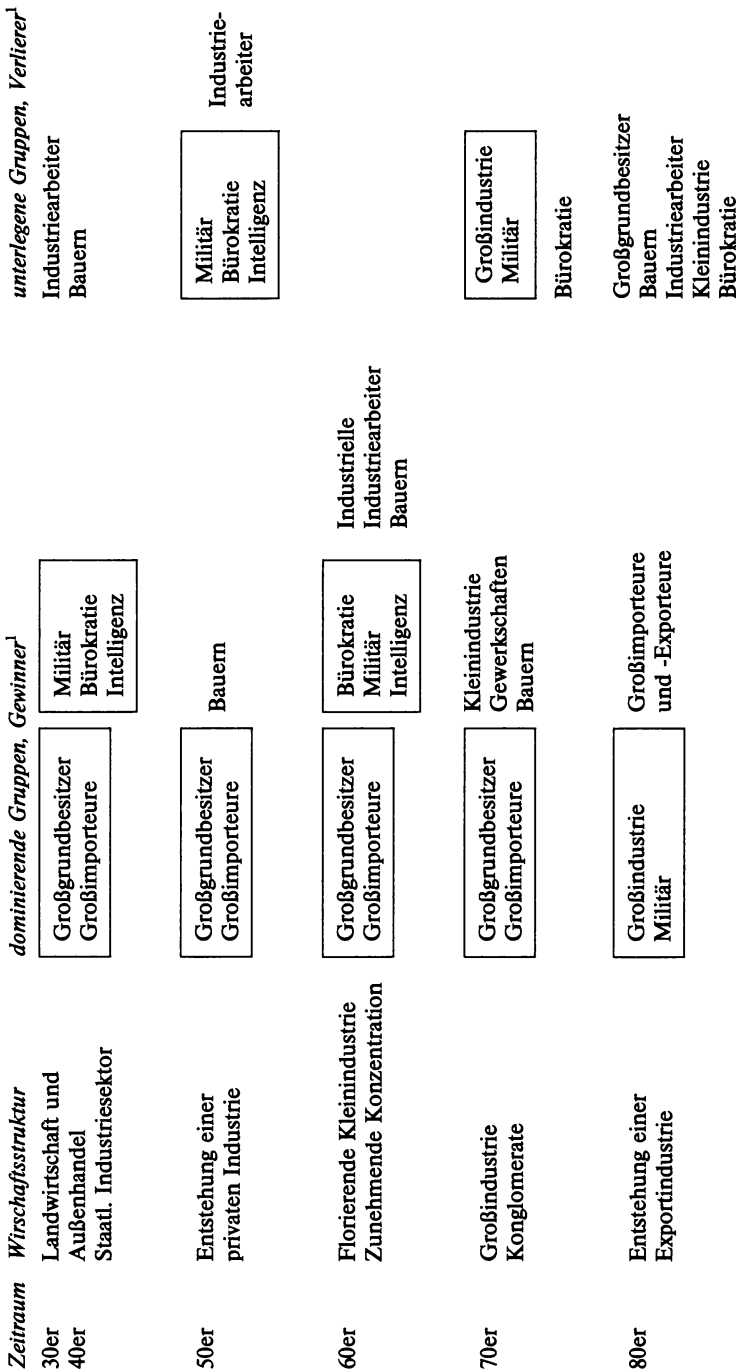 Zeitraum Wirschaftsstruktur dominierende Gruppen, Gewinner¹ unterlegene Gruppen, Verlierer¹
30er Landwirtschaft und Großgrundbesitzer Militär Industriearbeiter
40er Außenhandel Großimporteure Bürokratie Bauern
Staatl. Industriesektor Intelligenz
50er Entstehung einer Großgrundbesitzer Bauern Militär Industrie-
privaten Industrie Großimporteure Bürokratie arbeiter
Intelligenz
60er Florierende Kleinindustrie Großgrundbesitzer Bürokratie Industrielle
Zunehmende Konzentration Großimporteure Militär Industriearbeiter
Intelligenz Bauern
70er Großindustrie Großgrundbesitzer Kleinindustrie Großindustrie
Konglomerate Großimporteure Gewerkschaften Militär
Bauern
Bürokratie
80er Entstehung einer Großindustrie Großimporteure Großgrundbesitzer
Exportindustrie Militär und -Exporteure Bauern
Industriearbeiter
Kleinindustrie
Bürokratie